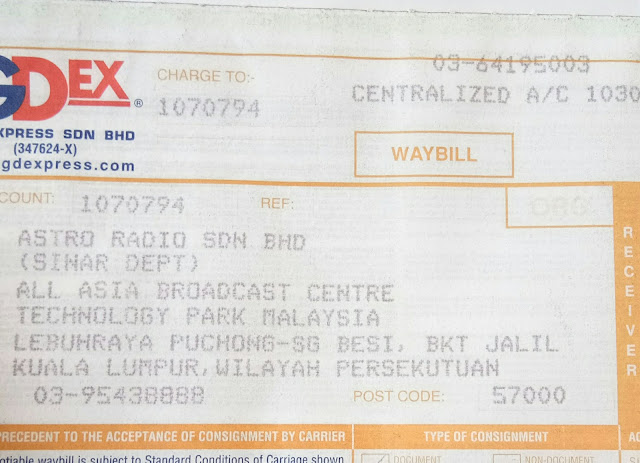 GDEX ®
EXPRESS SDN BHD
(347624-X)
gdexpress.com
CHARGE TO:-
1070794
03-64195003
CENTRALIZED A/C 1030
WAYBILL
COUNT: 1070794 REF:
ASTRO RADIO SDN BHD
(SINAR DEPT)
ALL ASIA BROADCAST CENTRE
TECHNOLOGY PARK MALAYSIA
LEBUHRAYA PUCHONG-SG BESI, BKT JALIL
KUALA LUMPUR,WILAYAH PERSEKUTUAN
03-95438888 POST CODE: 57000
RECEIVER
PRECEDENT TO THE ACCEPTANCE OF CONSIGNMENT BY CARRIER TYPE OF CONSIGNMENT AC
otiable waybill is subject to Standard Conditions of Carriage shown DOCUMENT NON-DOCUMENT